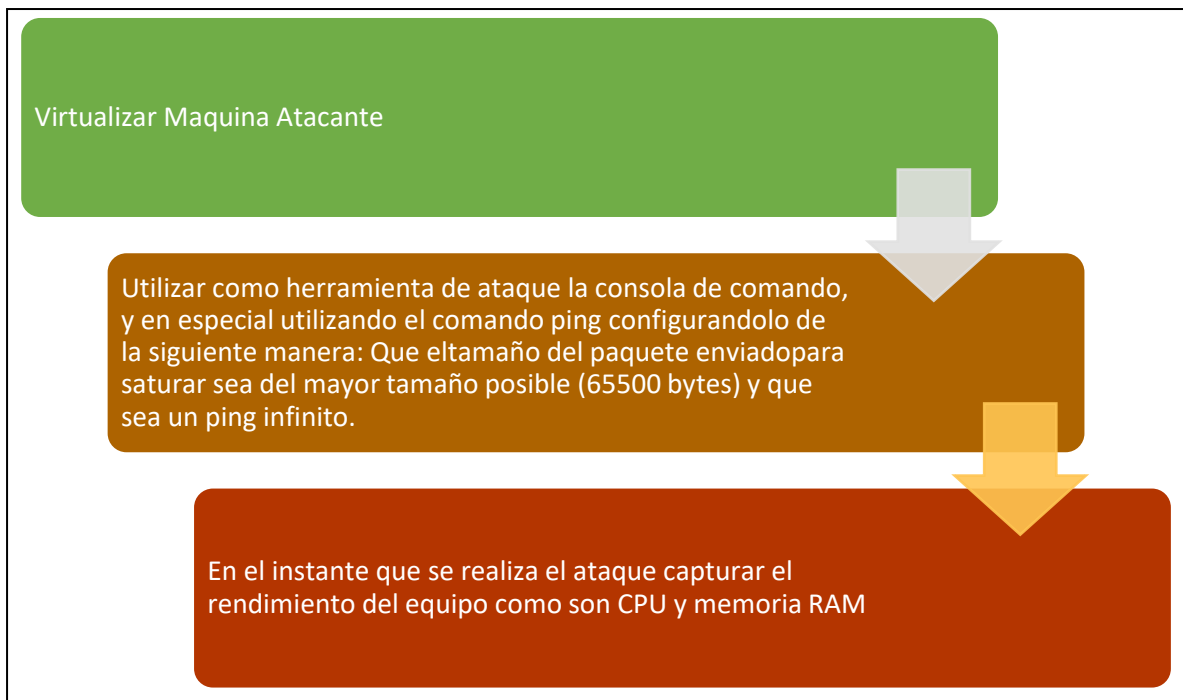 Virtualizar Maquina Atacante
Utilizar como herramienta de ataque la consola de comando,
y en especial utilizando el comando ping configurandolo de
la siguiente manera: Que eltamaño del paquete enviadopara
saturar sea del mayor tamaño posible (65500 bytes) y que
sea un ping infinito.
En el instante que se realiza el ataque capturar el
rendimiento del equipo como son CPU y memoria RAM